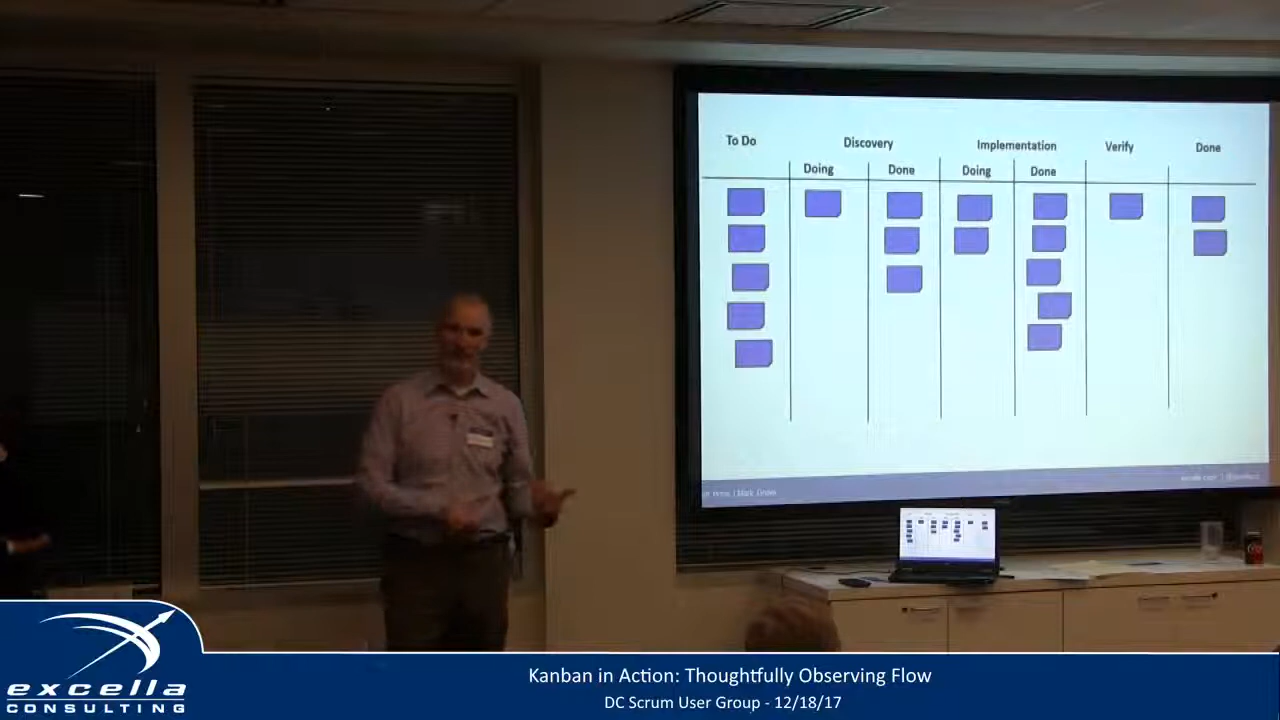 To Do
Discovery
Implementation
Verify
Done
Doing
Done
Doing
Done
excella
CONSULTING
Kanban in Action: Thoughtfully Observing Flow
DC Scrum User Group - 12/18/17